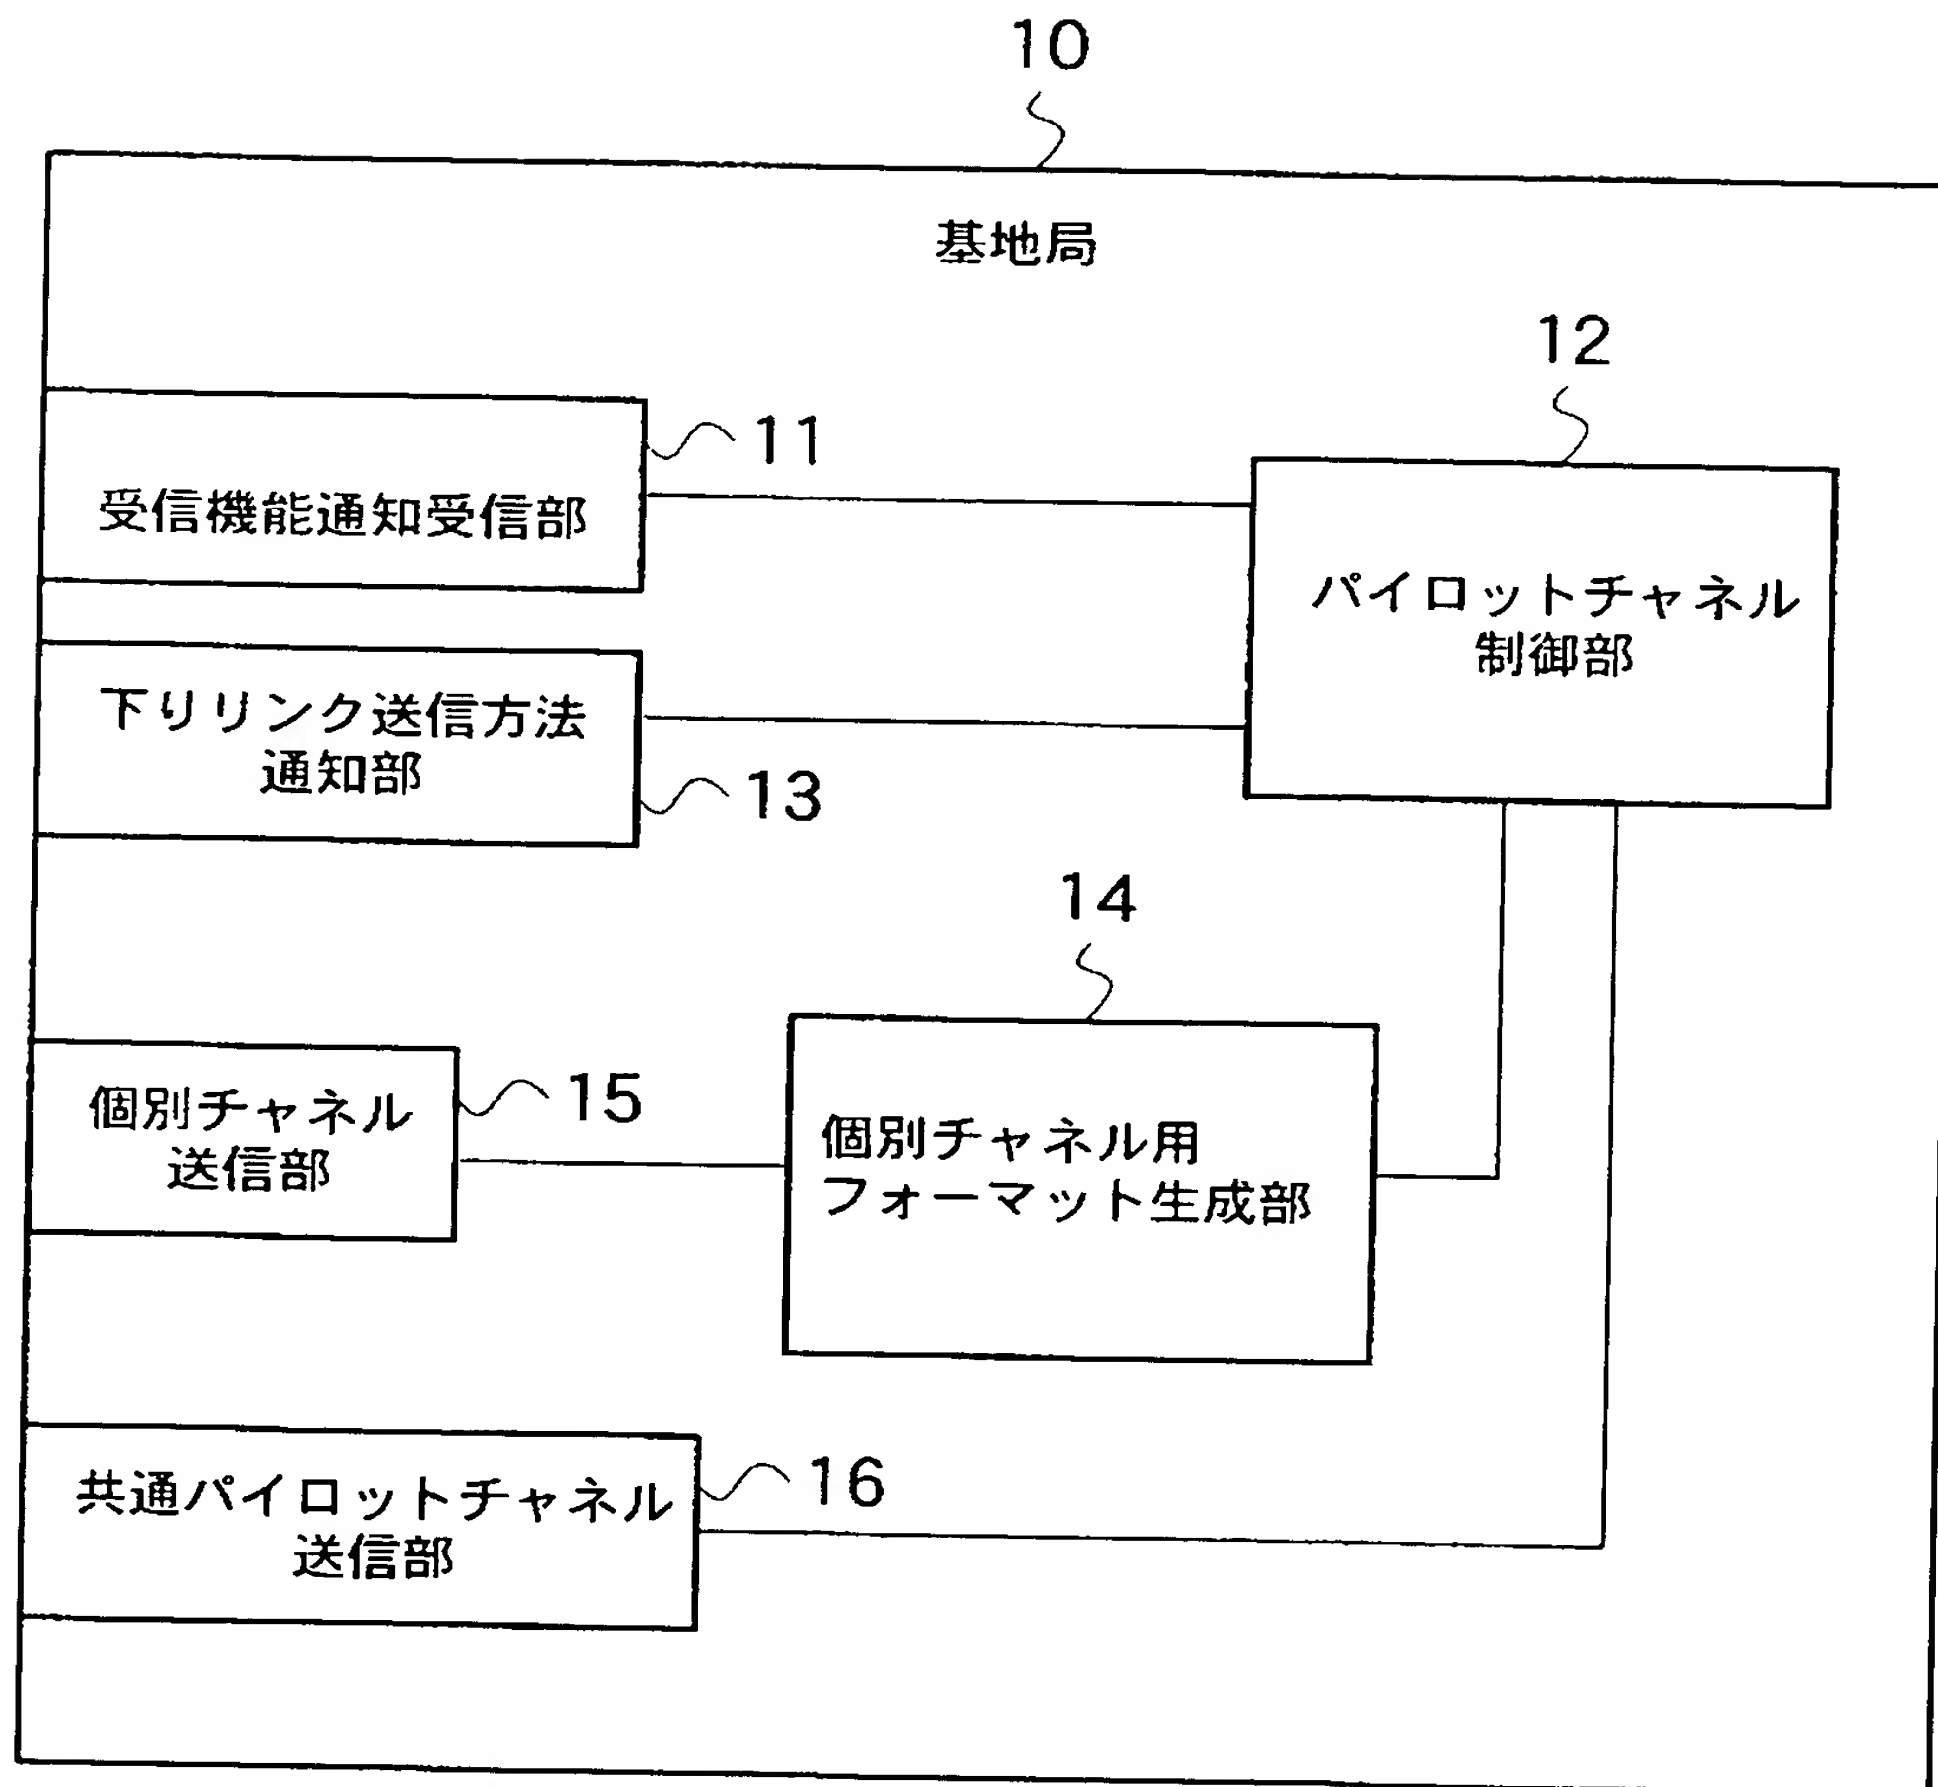 10
基地局
12
11
受信機能通知受信部
パイロットチャネル
制御部
下りリンク送信方法
通知部
13
14
個別チャネル
送信部
15
個別チャネル用
フォーマット生成部
16
共通パイロットチャネル
送信部